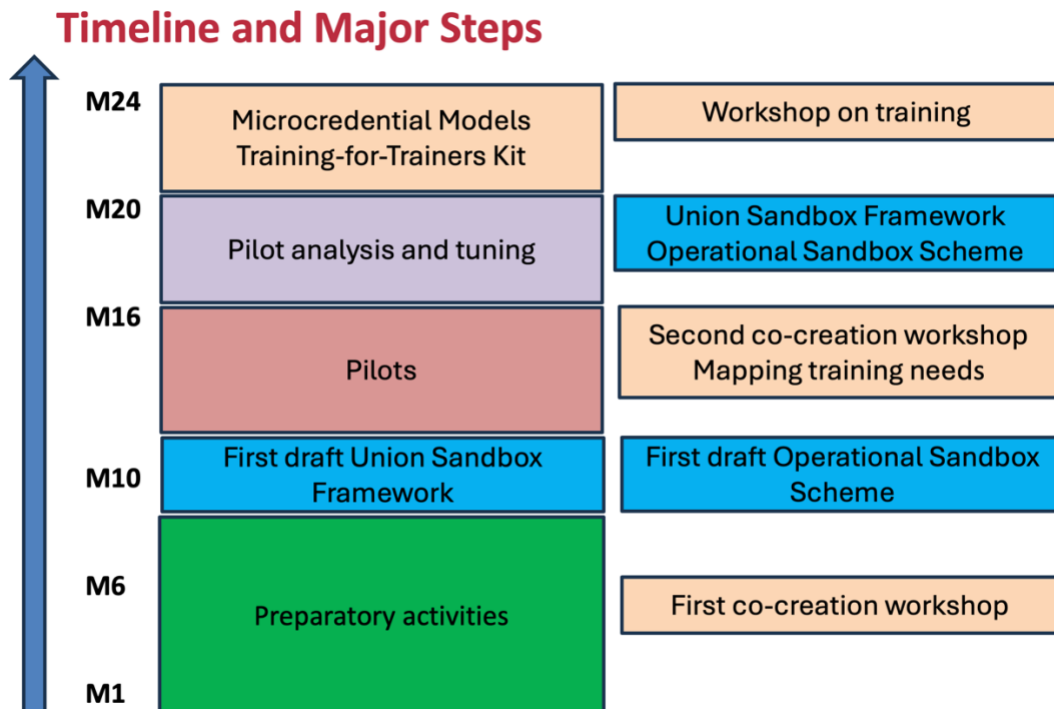 Timeline and Major Steps
M24
Microcredential Models
Training-for-Trainers Kit
Workshop on training
M20
Pilot analysis and tuning
Union Sandbox Framework
Operational Sandbox Scheme
M16
Pilots
Second co-creation workshop
Mapping training needs
M10
First draft Union Sandbox
Framework
First draft Operational Sandbox
Scheme
M6
Preparatory activities
First co-creation workshop
M1